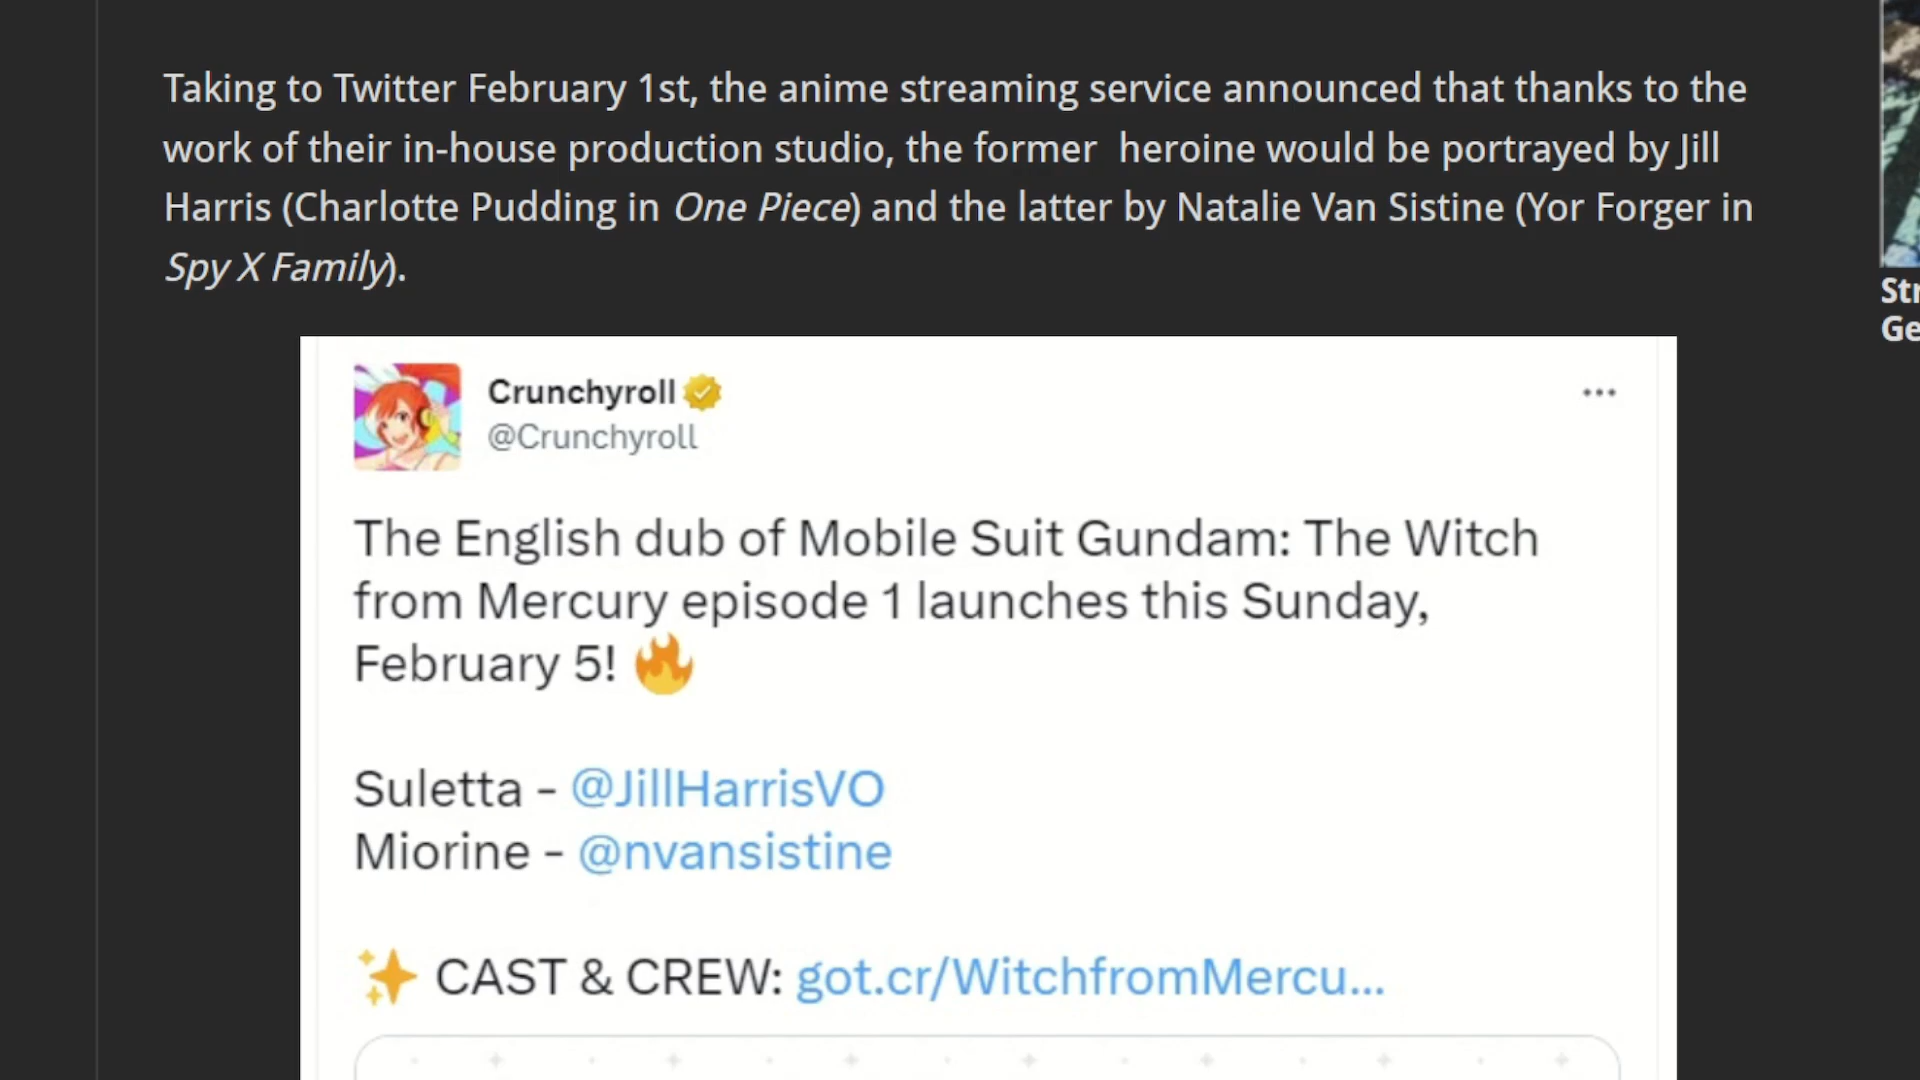 Taking to Twitter February 1st, the anime streaming service announced that thanks to the
work of their in-house production studio, the former heroine would be portrayed by Jill
Harris (Charlotte Pudding in One Piece) and the latter by Natalie Van Sistine (Yor Forger in
Spy X Family).
Str
Ge
Crunchyroll
@Crunchyroll
The English dub of Mobile Suit Gundam: The Witch
from Mercury episode 1 launches this Sunday,
February 5! 🔥
Suletta - @JillHarrisVO
Miorine - @nvansistine
✨ CAST & CREW: got.cr/WitchfromMercu...